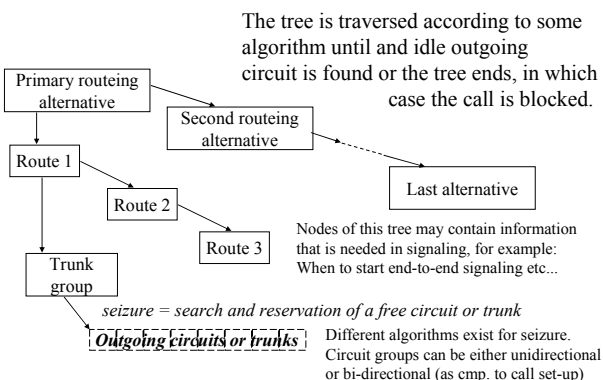 The tree is traversed according to some
algorithm until and idle outgoing
circuit is found or the tree ends, in which
case the call is blocked.
Primary routeing
alternative
Second routeing
alternative
Last alternative
Route 1
Route 2
Route 3
Nodes of this tree may contain information
that is needed in signaling, for example:
When to start end-to-end signaling etc...
Trunk
group
seizure = search and reservation of a free circuit or trunk
Outgoing circuits or trunks
Different algorithms exist for seizure.
Circuit groups can be either unidirectional
or bi-directional (as cmp. to call set-up)